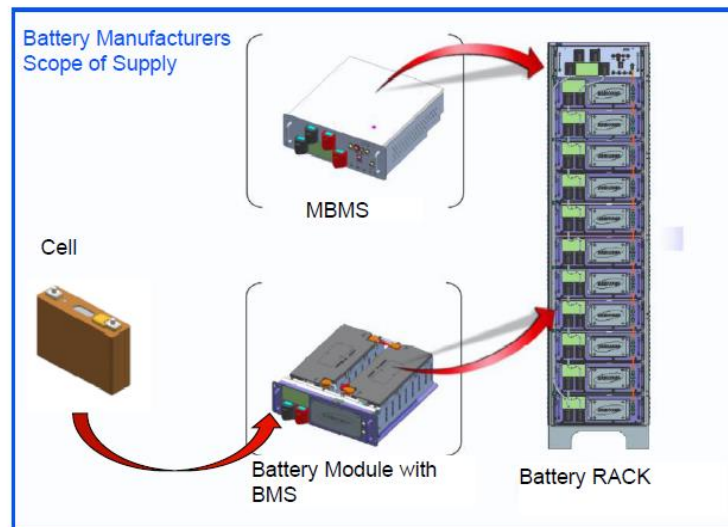 Battery Manufacturers
Scope of Supply
MBMS
Cell
Battery Module with
BMS
Battery RACK